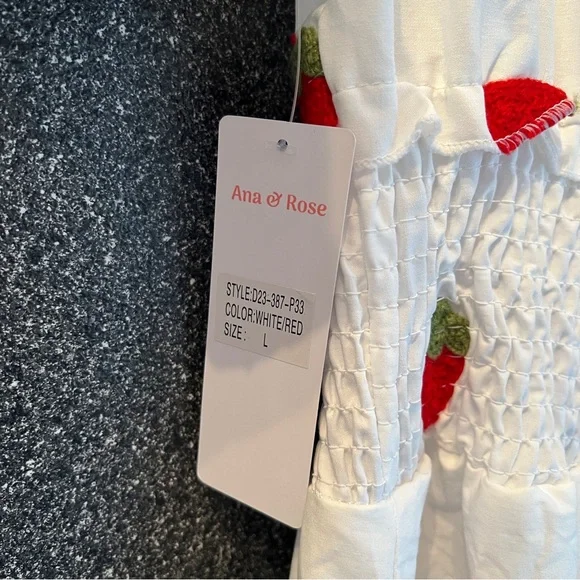 Ana & Rose
STYLE:D23-387-P33
COLOR:WHITE/RED
SIZE: L